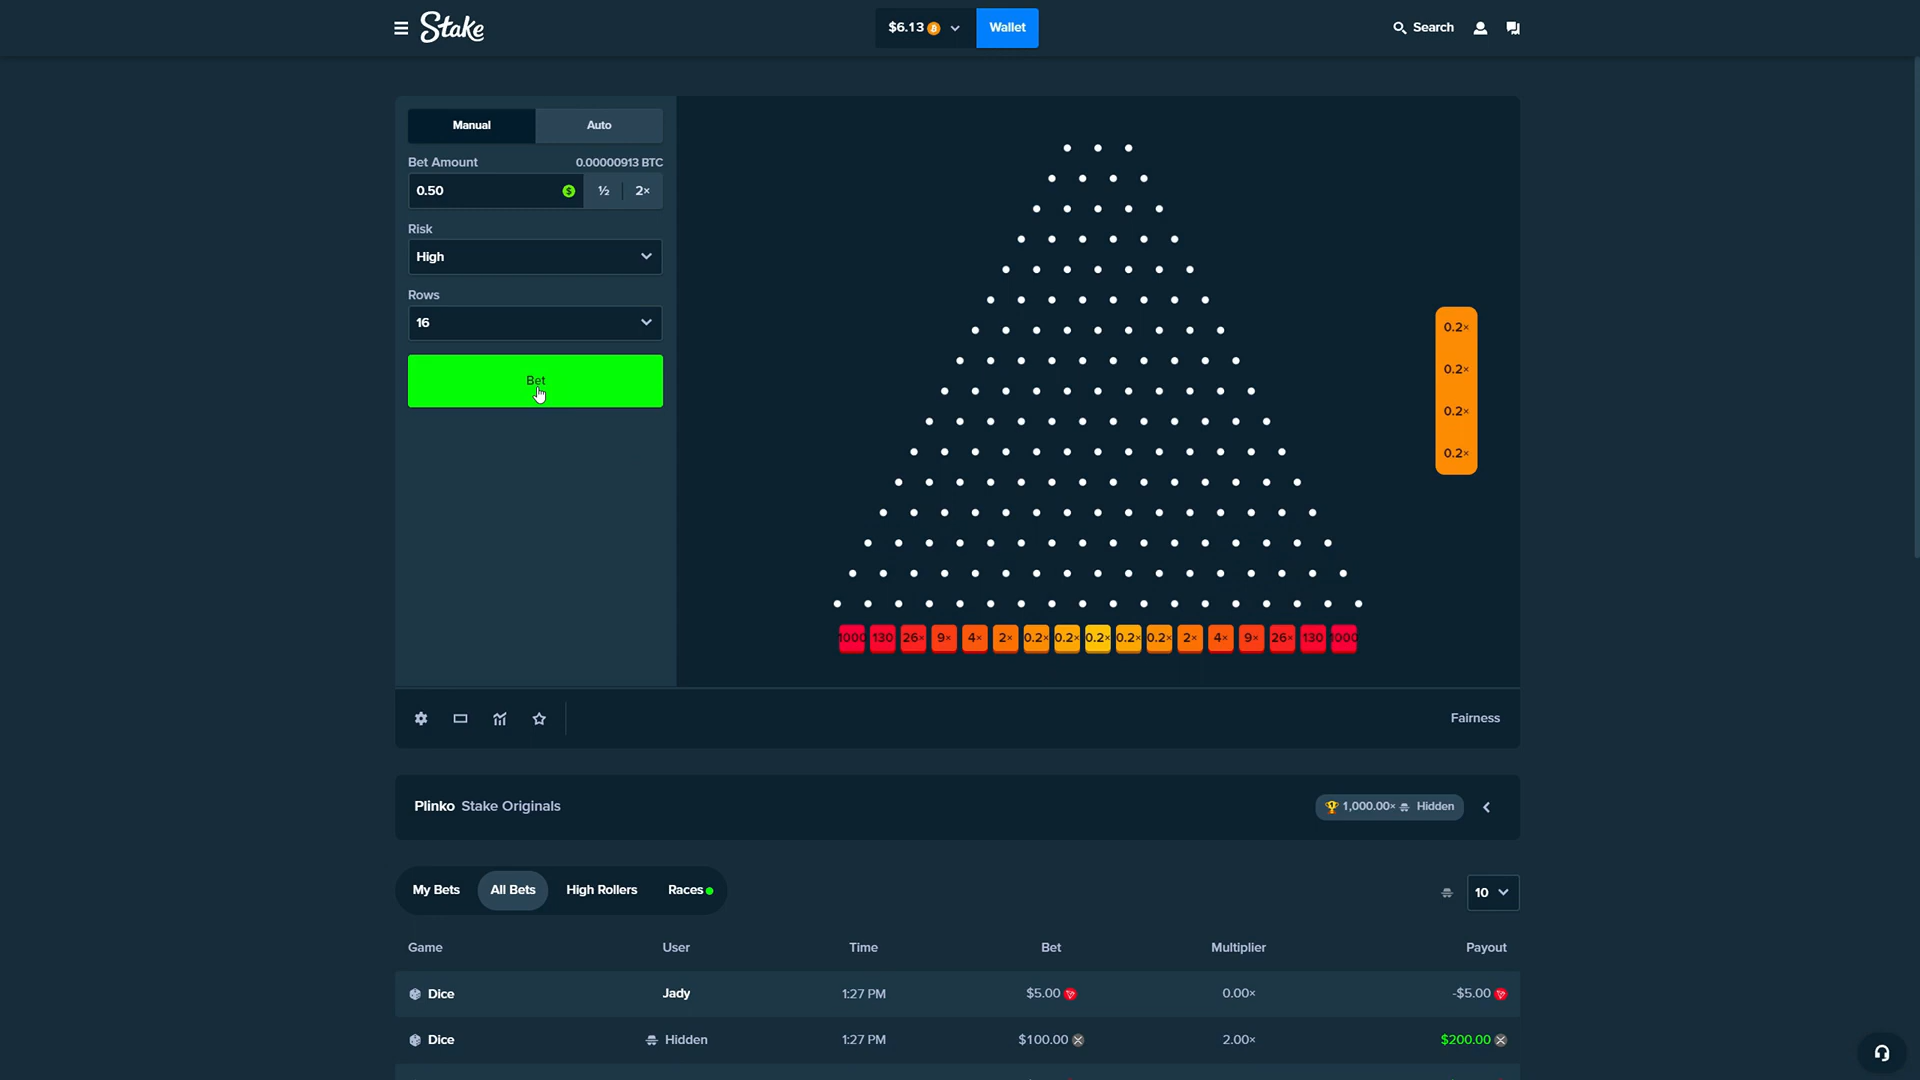 Stake
$6.13
Wallet
Search
Manual
Auto
Bet Amount
0.00000913 BTC
0.50
½
2×
Risk
High
Rows
16
Bet
0.2×
0.2×
0.2×
0.2×
1000 130 26× 9× 4× 2× 0.2× 0.2× 0.2× 0.2× 0.2× 2× 4× 9× 26× 130 1000
Fairness
Plinko Stake Originals
1,000.00× Hidden
My Bets
All Bets
High Rollers
Races
10
Game User Time Bet Multiplier Payout
Dice Jady 1:27 PM $5.00 0.00× -$5.00
Dice Hidden 1:27 PM $100.00 2.00× $200.00